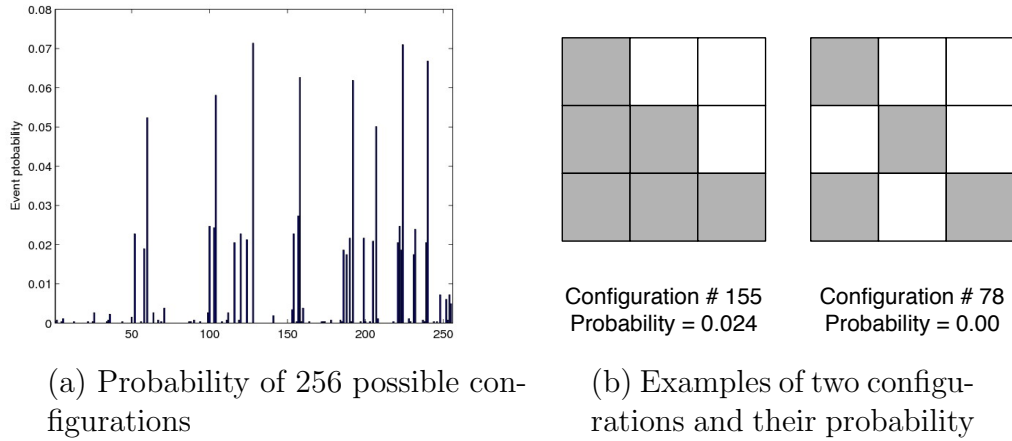 0.08
0.07
0.06
0.05
0.04
0.03
0.02
0.01
0
Event ptobability
50
100
150
200
250
(a) Probability of 256 possible con-
figurations
Configuration # 155
Probability = 0.024
Configuration # 78
Probability = 0.00
(b) Examples of two configu-
rations and their probability